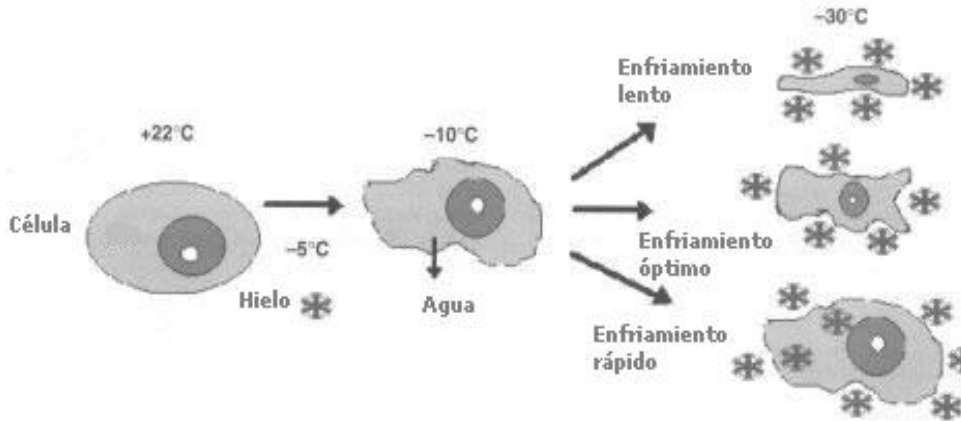 −30°C
Enfriamiento
lento
+22°C
−10°C
Célula
−5°C
Hielo
Agua
Enfriamiento
óptimo
Enfriamiento
rápido